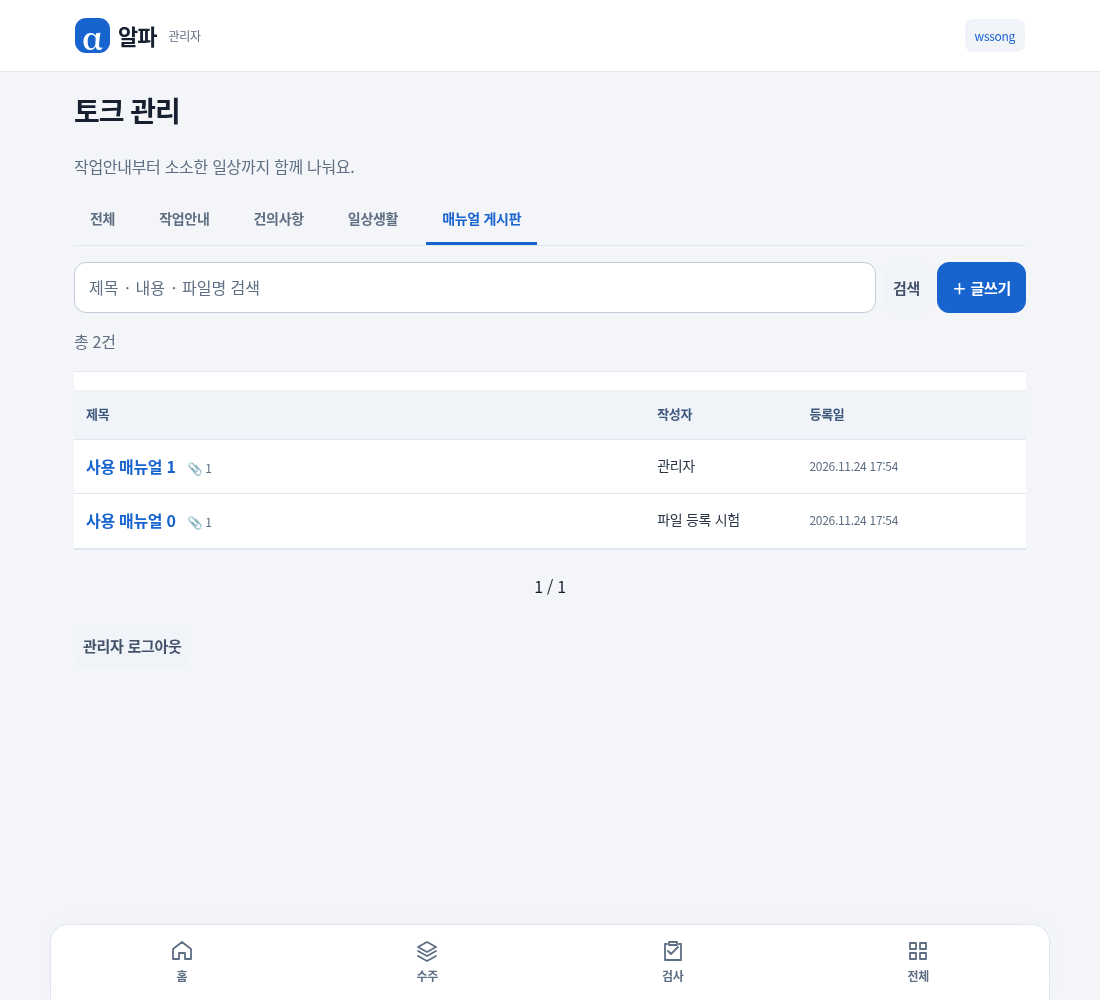 α 알파 관리자 wssong
토크 관리
작업안내부터 소소한 일상까지 함께 나눠요.
전체 작업안내 건의사항 일상생활 매뉴얼 게시판
제목 · 내용 · 파일명 검색 검색 + 글쓰기
총 2건
제목 작성자 등록일
사용 매뉴얼 1 📎 1 관리자 2026.11.24 17:54
사용 매뉴얼 0 📎 1 파일 등록 시험 2026.11.24 17:54
1 / 1
관리자 로그아웃
홈 수주 검사 전체